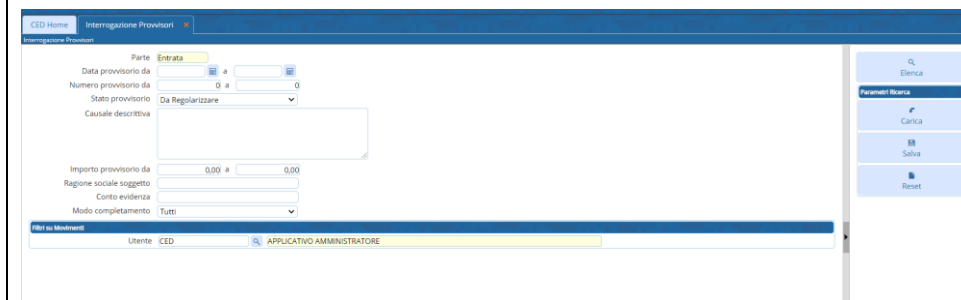 CED Home Interrogazione Provvisori ×
Interrogazione Provvisori
Parte Entrata
Data provvisorio da a
Numero provvisorio da 0 a 0
Stato provvisorio Da Regolarizzare
Causale descrittiva
Importo provvisorio da 0,00 a 0,00
Ragione sociale soggetto
Conto evidenza
Modo completamento Tutti
Filtri su Movimenti
Utente CED APPLICATIVO AMMINISTRATORE
Elenca
Parametri Ricerca
Carica
Salva
Reset